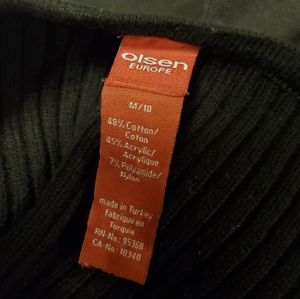 olsen
EUROPE
M/10
48% Cotton/
Coton
45% Acrylic/
Acrylique
7% Polyamide/
Nylon
made in Turkey
fabriqué en
Turquie
RN-No.: 95368
CA-No.: 10340